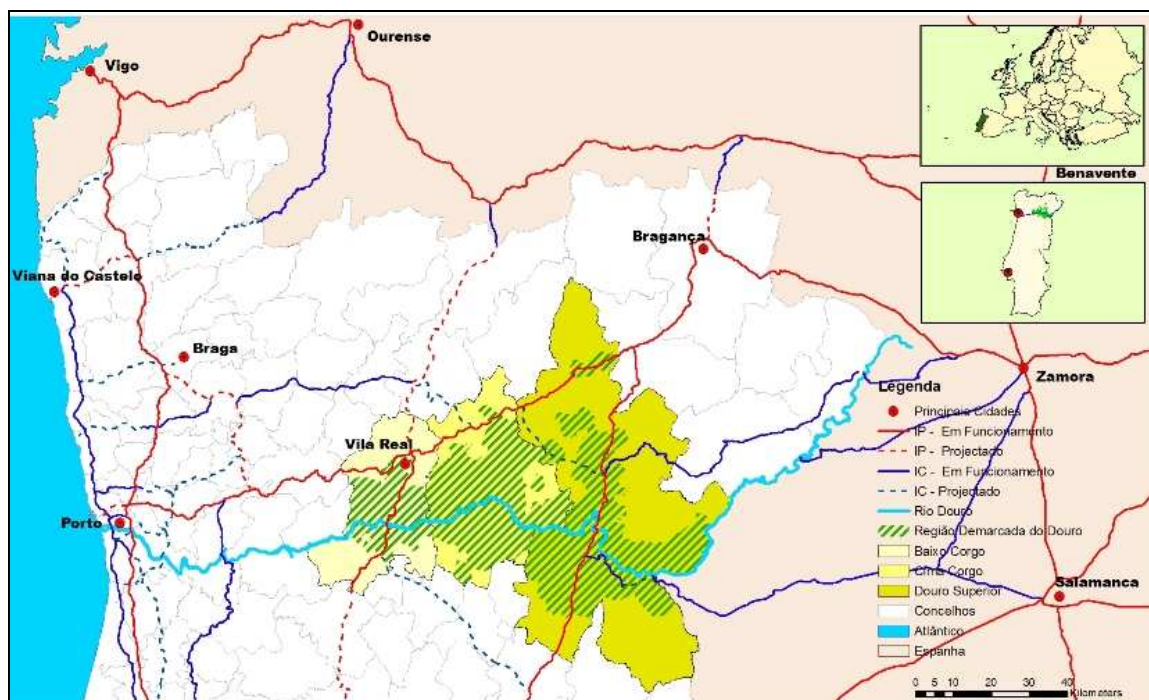 Ourense
Vigo
Benavente
Bragança
Viana do Castelo
Braga
Zamora
Vila Real
Porto
Salamanca
Legenda
Principais Cidades
IP - Em Funcionamento
IP - Projectado
IC - Em Funcionamento
IC - Projectado
Rio Douro
Região Demarcada do Douro
Baixo Corgo
Cima Corgo
Douro Superior
Concelhos
Atlântico
Espanha
0 5 10 20 30 40
Kilometers